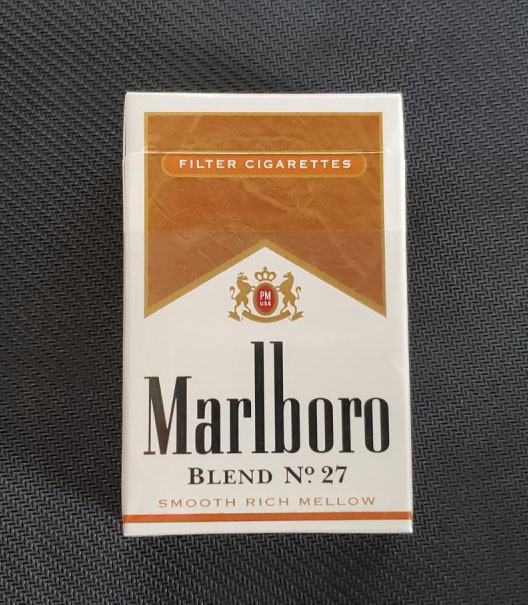 FILTER CIGARETTES
PM
USA
Marlboro
BLEND Nº 27
SMOOTH RICH MELLOW